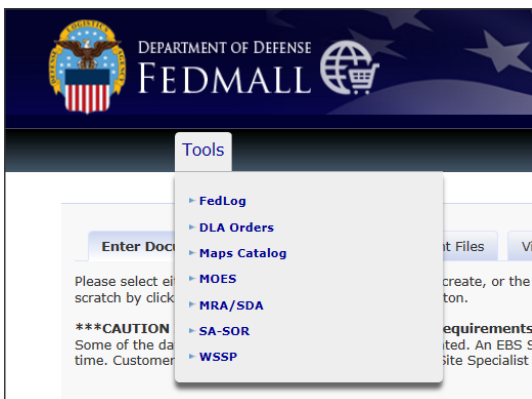 DEPARTMENT OF DEFENSE
FEDMALL
Tools
FedLog
DLA Orders
Maps Catalog
MOES
MRA/SDA
SA-SOR
WSSP
Enter Docu nt Files Vi
Please select ei create, or the
scratch by click ton.
***CAUTION equirements
Some of the da ted. An EBS S
time. Customer Site Specialist